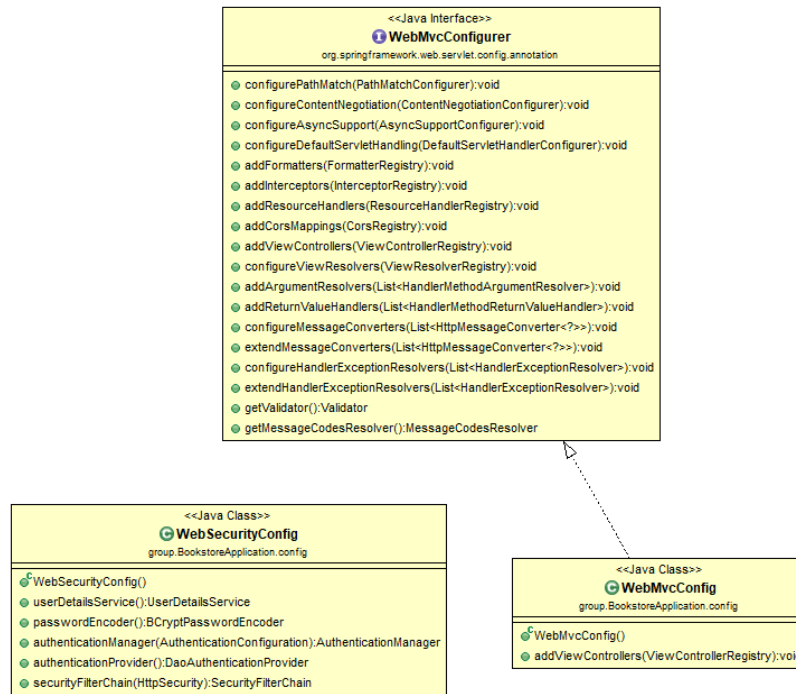 <<Java Interface>>
WebMvcConfigurer
org.springframework.web.servlet.config.annotation
configurePathMatch(PathMatchConfigurer):void
configureContentNegotiation(ContentNegotiationConfigurer):void
configureAsyncSupport(AsyncSupportConfigurer):void
configureDefaultServletHandling(DefaultServletHandlerConfigurer):void
addFormatters(FormatterRegistry):void
addInterceptors(InterceptorRegistry):void
addResourceHandlers(ResourceHandlerRegistry):void
addCorsMappings(CorsRegistry):void
addViewControllers(ViewControllerRegistry):void
configureViewResolvers(ViewResolverRegistry):void
addArgumentResolvers(List<HandlerMethodArgumentResolver>):void
addReturnValueHandlers(List<HandlerMethodReturnValueHandler>):void
configureMessageConverters(List<HttpMessageConverter<?>>):void
extendMessageConverters(List<HttpMessageConverter<?>>):void
configureHandlerExceptionResolvers(List<HandlerExceptionResolver>):void
extendHandlerExceptionResolvers(List<HandlerExceptionResolver>):void
getValidator():Validator
getMessageCodesResolver():MessageCodesResolver
<<Java Class>>
WebSecurityConfig
group.BookstoreApplication.config
WebSecurityConfig()
userDetailsService():UserDetailsService
passwordEncoder():BCryptPasswordEncoder
authenticationManager(AuthenticationConfiguration):AuthenticationManager
authenticationProvider():DaoAuthenticationProvider
securityFilterChain(HttpSecurity):SecurityFilterChain
<<Java Class>>
WebMvcConfig
group.BookstoreApplication.config
WebMvcConfig()
addViewControllers(ViewControllerRegistry):void